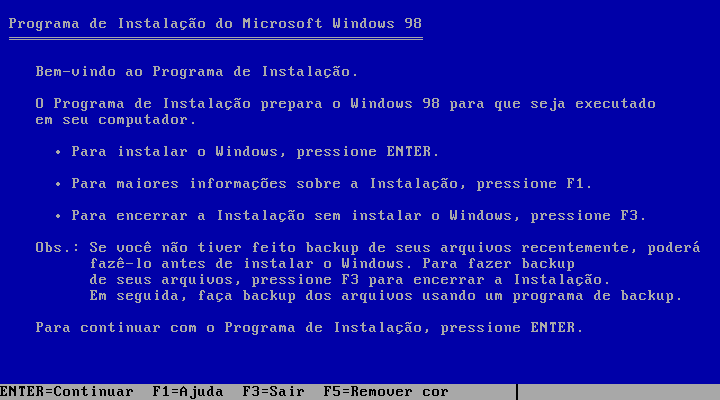 Programa de Instalação do Microsoft Windows 98
Bem-vindo ao Programa de Instalação.
O Programa de Instalação prepara o Windows 98 para que seja executado
em seu computador.
• Para instalar o Windows, pressione ENTER.
• Para maiores informações sobre a Instalação, pressione F1.
• Para encerrar a Instalação sem instalar o Windows, pressione F3.
Obs.: Se você não tiver feito backup de seus arquivos recentemente, poderá
fazê-lo antes de instalar o Windows. Para fazer backup
de seus arquivos, pressione F3 para encerrar a Instalação.
Em seguida, faça backup dos arquivos usando um programa de backup.
Para continuar com o Programa de Instalação, pressione ENTER.
ENTER=Continuar F1=Ajuda F3=Sair F5=Remover cor